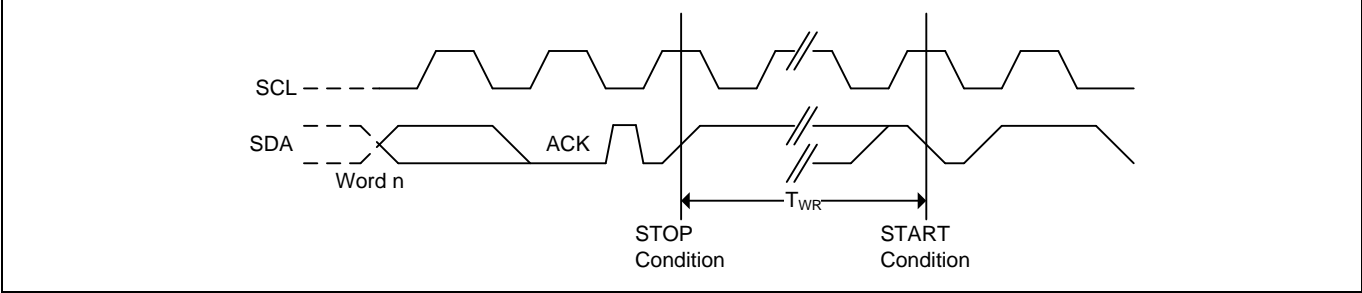 SCL
SDA
ACK
Word n
TWR
STOP
Condition
START
Condition